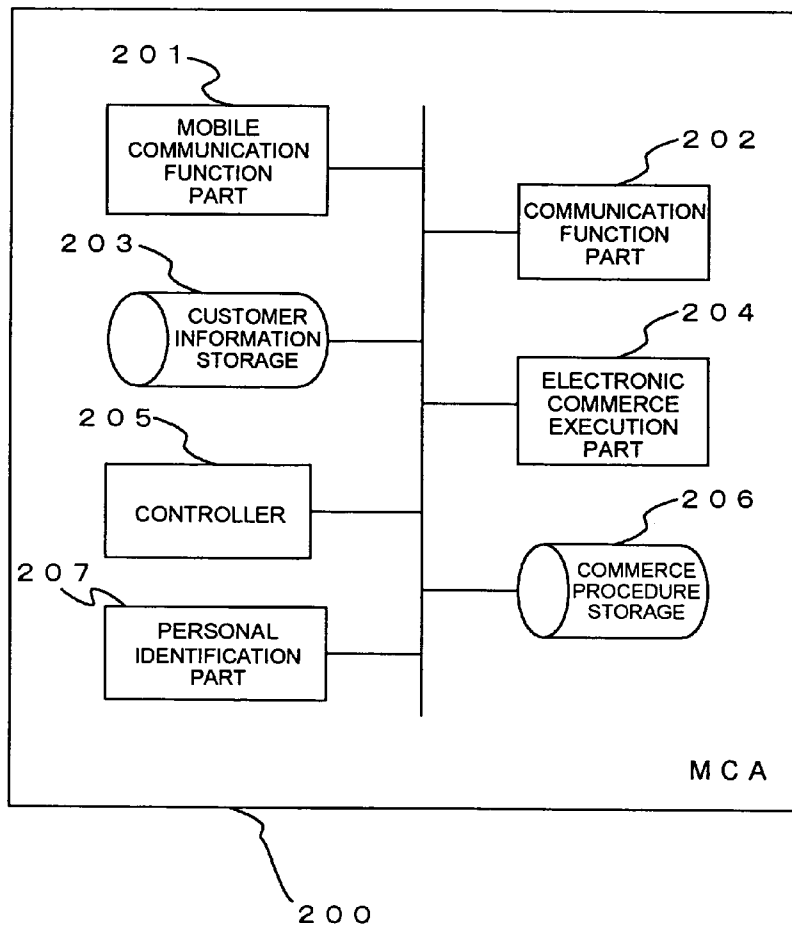 201
MOBILE
COMMUNICATION
FUNCTION
PART
202
COMMUNICATION
FUNCTION
PART
203
CUSTOMER
INFORMATION
STORAGE
204
ELECTRONIC
COMMERCE
EXECUTION
PART
205
CONTROLLER
206
COMMERCE
PROCEDURE
STORAGE
207
PERSONAL
IDENTIFICATION
PART
MCA
200